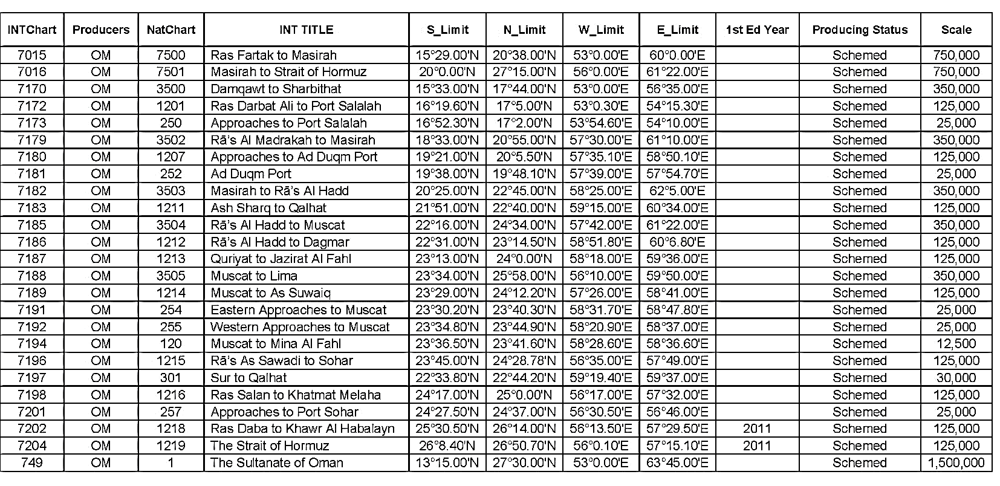 INTChart Producers NatChart INT TITLE S_Limit N_Limit W_Limit E_Limit 1st Ed Year Producing Status Scale
7015 OM 7500 Ras Fartak to Masirah 15°29.00'N 20°38.00'N 53°0.00'E 60°0.00'E Schemed 750,000
7016 OM 7501 Masirah to Strait of Hormuz 20°0.00'N 27°15.00'N 56°0.00'E 61°22.00'E Schemed 750,000
7170 OM 3500 Damqawt to Sharbithat 15°33.00'N 17°44.00'N 53°0.00'E 56°35.00'E Schemed 350,000
7172 OM 1201 Ras Darbat Ali to Port Salalah 16°19.60'N 17°5.00'N 53°0.30'E 54°15.30'E Schemed 125,000
7173 OM 250 Approaches to Port Salalah 16°52.30'N 17°2.00'N 53°54.60'E 54°10.00'E Schemed 25,000
7179 OM 3502 Rā's Al Madrakah to Masirah 18°33.00'N 20°55.00'N 57°30.00'E 61°10.00'E Schemed 350,000
7180 OM 1207 Approaches to Ad Duqm Port 19°21.00'N 20°5.50'N 57°35.10'E 58°50.10'E Schemed 125,000
7181 OM 252 Ad Duqm Port 19°38.00'N 19°48.10'N 57°39.00'E 57°54.70'E Schemed 25,000
7182 OM 3503 Masirah to Rā's Al Hadd 20°25.00'N 22°45.00'N 58°25.00'E 62°5.00'E Schemed 350,000
7183 OM 1211 Ash Sharq to Qalhat 21°51.00'N 22°40.00'N 59°15.00'E 60°34.00'E Schemed 125,000
7185 OM 3504 Rā's Al Hadd to Muscat 22°16.00'N 24°34.00'N 57°42.00'E 61°22.00'E Schemed 350,000
7186 OM 1212 Rā's Al Hadd to Dagmar 22°31.00'N 23°14.50'N 58°51.80'E 60°6.80'E Schemed 125,000
7187 OM 1213 Quriyat to Jazirat Al Fahl 23°13.00'N 24°0.00'N 58°18.00'E 59°36.00'E Schemed 125,000
7188 OM 3505 Muscat to Lima 23°34.00'N 25°58.00'N 56°10.00'E 59°50.00'E Schemed 350,000
7189 OM 1214 Muscat to As Suwaiq 23°29.00'N 24°12.20'N 57°26.00'E 58°41.00'E Schemed 125,000
7191 OM 254 Eastern Approaches to Muscat 23°30.20'N 23°40.30'N 58°31.70'E 58°47.80'E Schemed 25,000
7192 OM 255 Western Approaches to Muscat 23°34.80'N 23°44.90'N 58°20.90'E 58°37.00'E Schemed 25,000
7194 OM 120 Muscat to Mina Al Fahl 23°36.50'N 23°41.60'N 58°28.60'E 58°36.60'E Schemed 12,500
7196 OM 1215 Rā's As Sawadi to Sohar 23°45.00'N 24°28.78'N 56°35.00'E 57°49.00'E Schemed 125,000
7197 OM 301 Sur to Qalhat 22°33.80'N 22°44.20'N 59°19.40'E 59°37.00'E Schemed 30,000
7198 OM 1216 Ras Salan to Khatmat Melaha 24°17.00'N 25°0.00'N 56°17.00'E 57°32.00'E Schemed 125,000
7201 OM 257 Approaches to Port Sohar 24°27.50'N 24°37.00'N 56°30.50'E 56°46.00'E Schemed 25,000
7202 OM 1218 Ras Daba to Khawr Al Habalayn 25°30.50'N 26°14.00'N 56°13.50'E 57°29.50'E 2011 Schemed 125,000
7204 OM 1219 The Strait of Hormuz 26°8.40'N 26°50.70'N 56°0.10'E 57°15.10'E 2011 Schemed 125,000
749 OM 1 The Sultanate of Oman 13°15.00'N 27°30.00'N 53°0.00'E 63°45.00'E Schemed 1,500,000